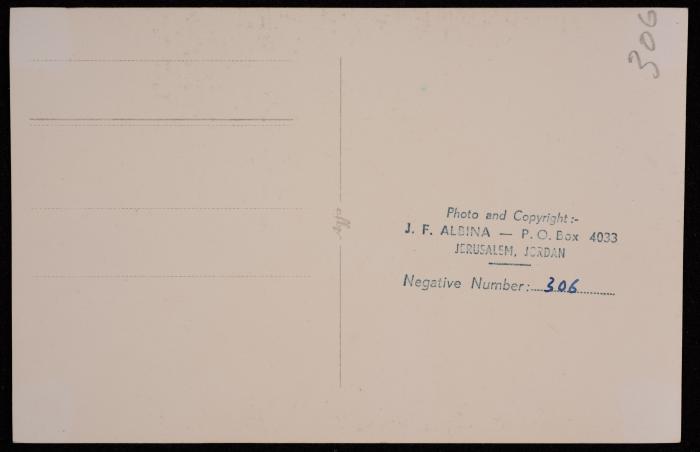 306
Photo and Copyright:-
J. F. ALBINA — P. O. Box 4033
JERUSALEM, JORDAN
Negative Number: 306